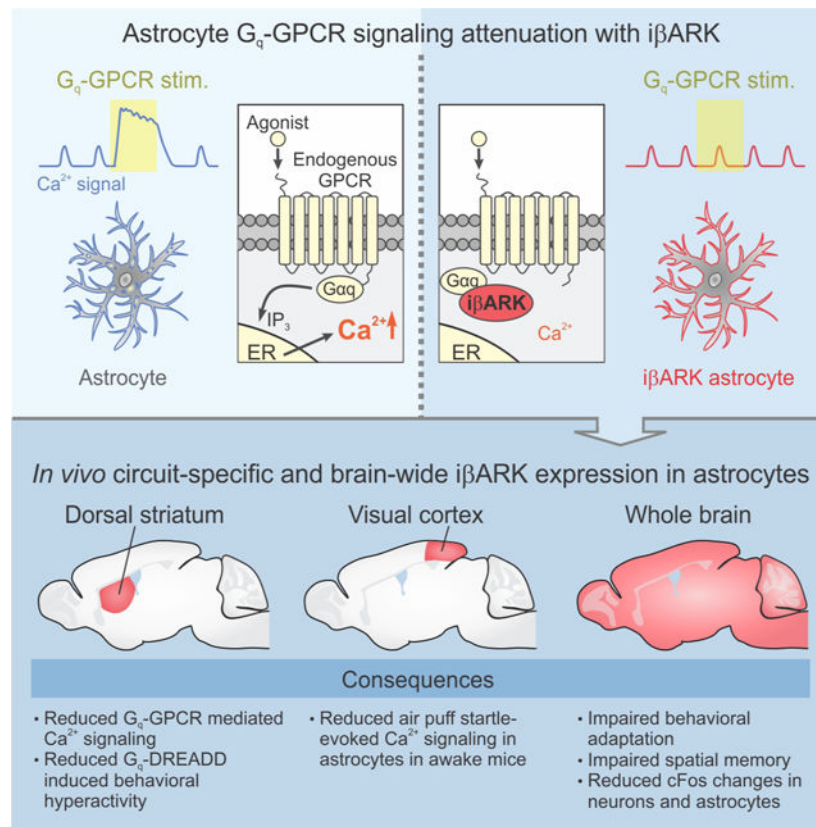 Astrocyte Gq-GPCR signaling attenuation with iβARK
Gq-GPCR stim.
Ca2+ signal
Astrocyte
Agonist
Endogenous
GPCR
Gαq
IP3
Ca2+
ER
Gαq
iβARK
Ca2+
ER
Gq-GPCR stim.
iβARK astrocyte
In vivo circuit-specific and brain-wide iβARK expression in astrocytes
Dorsal striatum
Visual cortex
Whole brain
Consequences
• Reduced Gq-GPCR mediated
Ca2+ signaling
• Reduced Gq-DREADD
induced behavioral
hyperactivity
• Reduced air puff startle-
evoked Ca2+ signaling in
astrocytes in awake mice
• Impaired behavioral
adaptation
• Impaired spatial memory
• Reduced cFos changes in
neurons and astrocytes